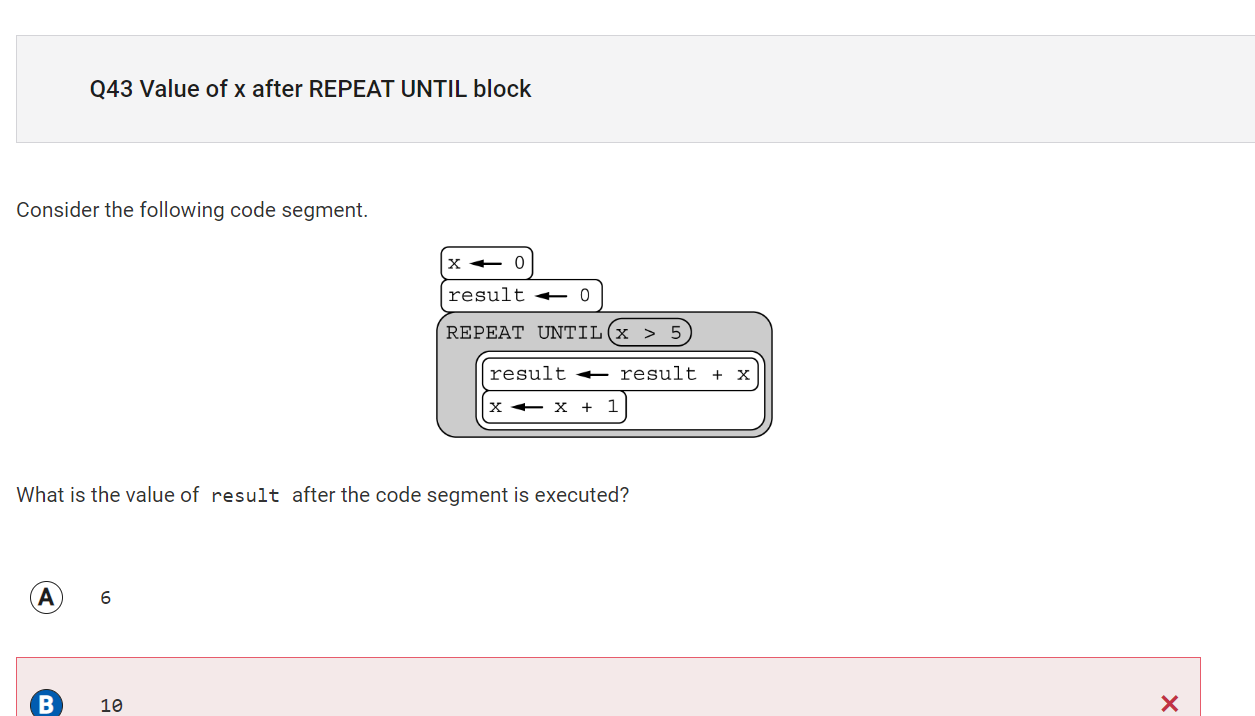 Q43 Value of x after REPEAT UNTIL block
Consider the following code segment.
x ← 0
result ← 0
REPEAT UNTIL x > 5
result ← result + x
x ← x + 1
What is the value of result after the code segment is executed?
A 6
B 10